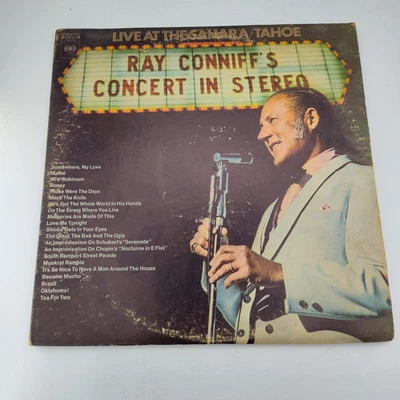 LIVE AT THE SAHARA/TAHOE
RAY CONNIFF'S
CONCERT IN STEREO
Somewhere, My Love
Mame
Mrs. Robinson
Honey
Those Were The Days
Mack The Knife
He's Got The Whole World In His Hands
On The Street Where You Live
Memories Are Made Of This
Love Me Tonight
Smoke Gets in Your Eyes
The Good, The Bad And The Ugly
An Improvisation On Schubert's "Serenade"
An Improvisation On Chopin's "Nocturne in E Flat"
South Rampart Street Parade
Muskrat Ramble
It's So Nice To Have A Man Around The House
Besame Mucho
Brazil
Oklahoma!
Tea For Two